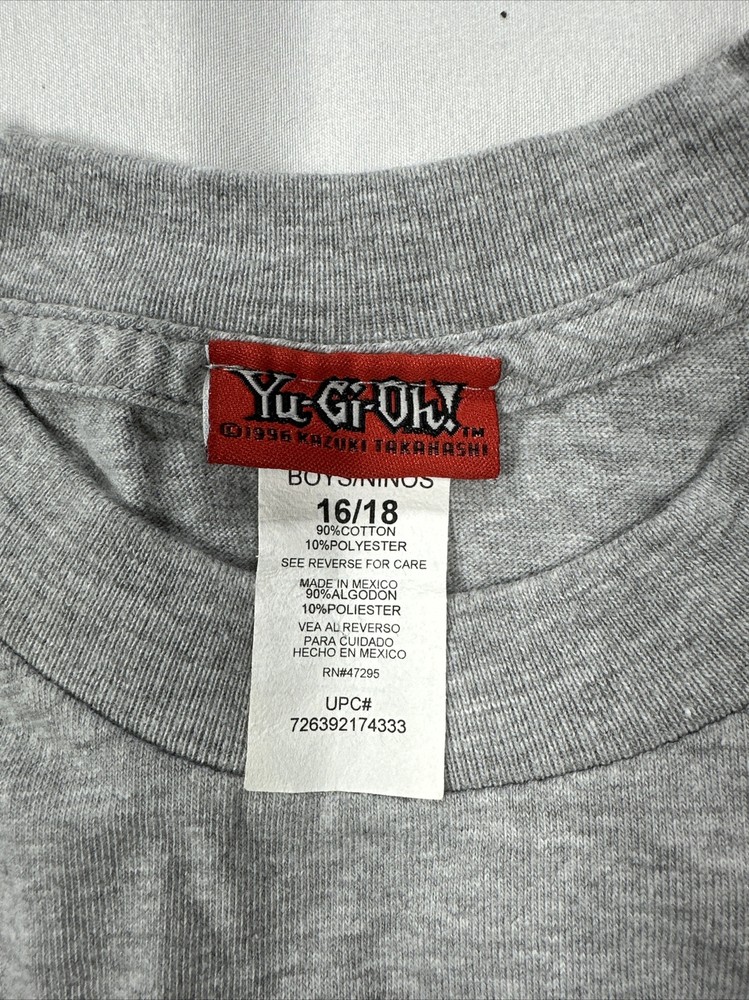 Yu-Gi-Oh!™
©1996 KAZUKI TAKAHASHI
BOYS/NINOS
16/18
90%COTTON
10%POLYESTER
SEE REVERSE FOR CARE
MADE IN MEXICO
90%ALGODON
10%POLIESTER
VEA AL REVERSO
PARA CUIDADO
HECHO EN MEXICO
RN#47295
UPC#
726392174333